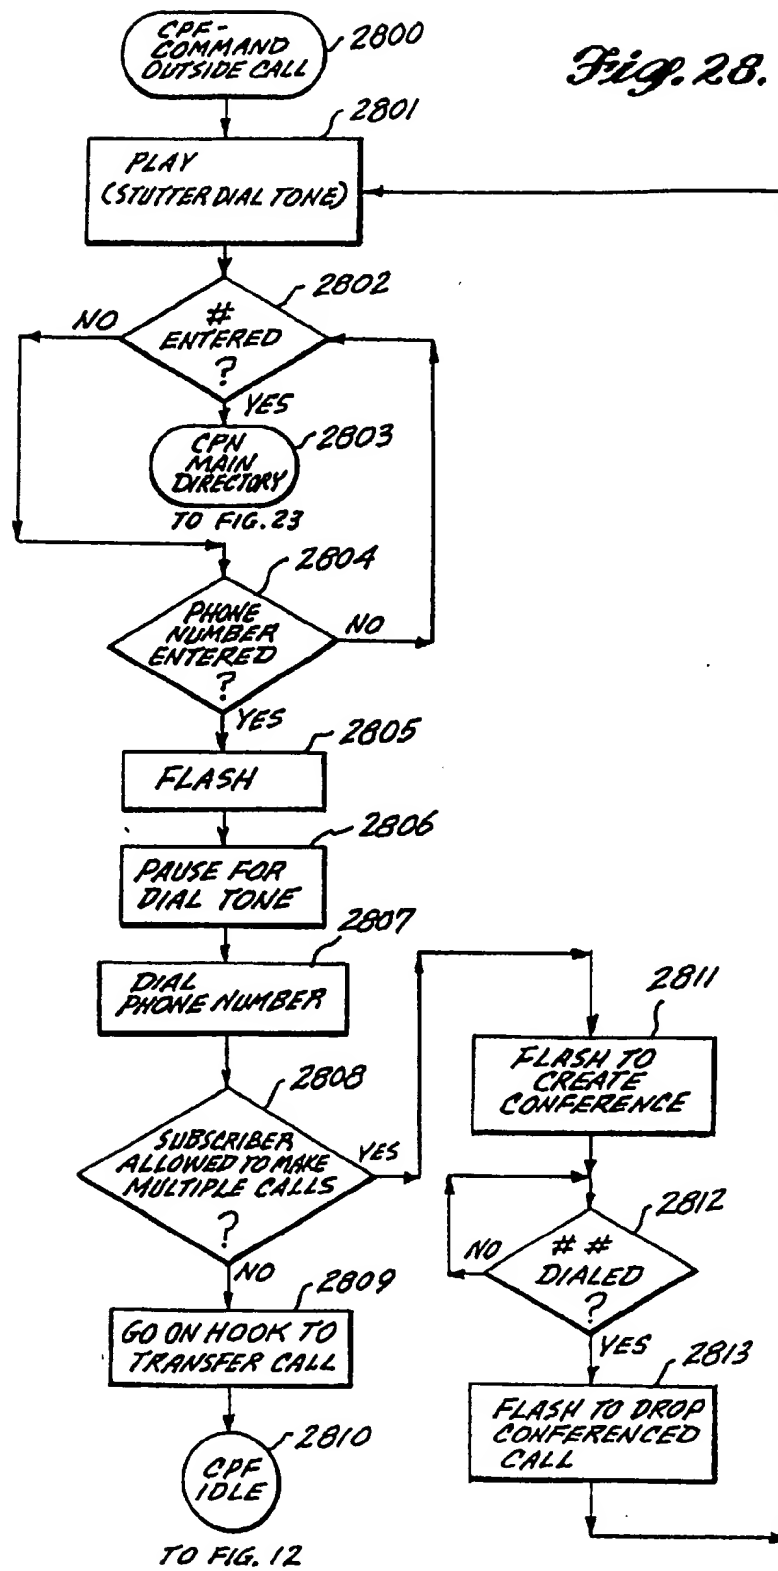 CPF-
COMMAND
OUTSIDE CALL
2800
Fig. 28.
2801
PLAY
(STUTTER DIAL TONE)
2802
#
ENTERED
?
NO
YES
2803
CPN
MAIN
DIRECTORY
TO FIG. 23
2804
PHONE
NUMBER
ENTERED
?
NO
YES
2805
FLASH
2806
PAUSE FOR
DIAL TONE
2807
DIAL
PHONE NUMBER
2808
SUBSCRIBER
ALLOWED TO MAKE
MULTIPLE CALLS
?
YES
NO
2809
GO ON HOOK TO
TRANSFER CALL
2810
CPF
IDLE
TO FIG. 12
2811
FLASH TO
CREATE
CONFERENCE
2812
##
DIALED
?
NO
YES
2813
FLASH TO DROP
CONFERENCED
CALL